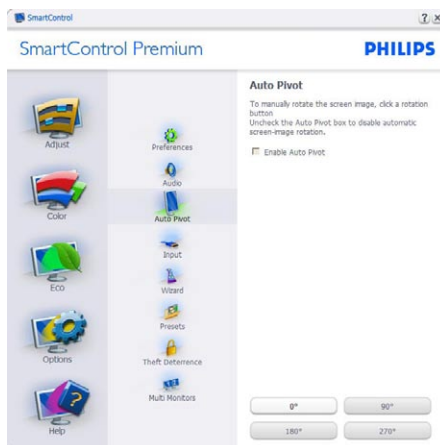 SmartControl
SmartControl Premium
PHILIPS
Adjust
Color
Eco
Options
Help
Preferences
Audio
Auto Pivot
Input
Wizard
Presets
Theft Deterrence
Multi Monitors
Auto Pivot
To manually rotate the screen image, click a rotation
button
Uncheck the Auto Pivot box to disable automatic
screen-image rotation.
Enable Auto Pivot
0°
90°
180°
270°